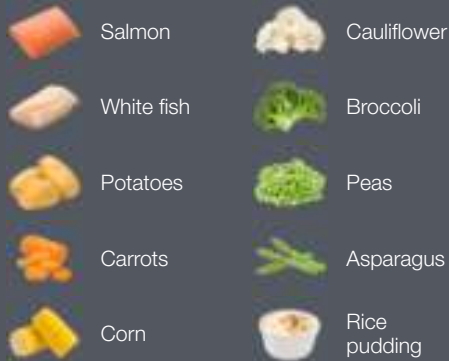 Salmon
White fish
Potatoes
Carrots
Corn
Cauliflower
Broccoli
Peas
Asparagus
Rice
pudding